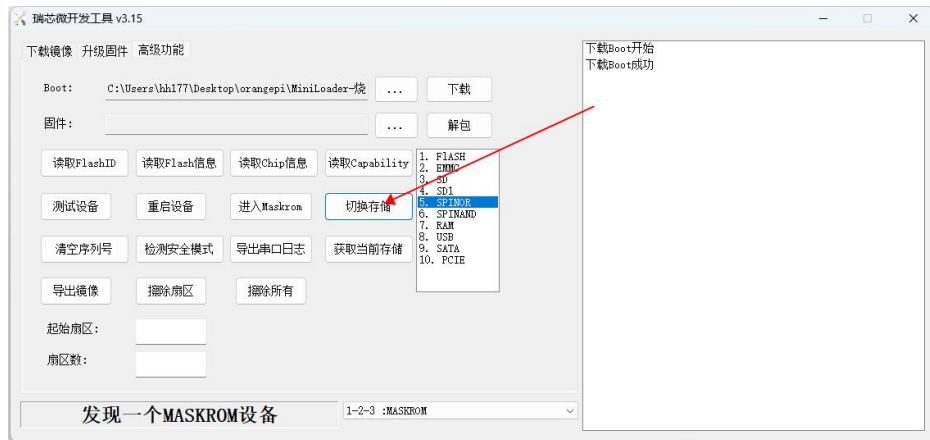 瑞芯微开发工具 v3.15
下载镜像 升级固件 高级功能
Boot: C:\Users\hh177\Desktop\orangepi\MiniLoader-烧 ... 下载
固件: ... 解包
读取FlashID 读取Flash信息 读取Chip信息 读取Capability
测试设备 重启设备 进入Maskrom 切换存储
清空序列号 检测安全模式 导出串口日志 获取当前存储
导出镜像 擦除扇区 擦除所有
1. FlASH
2. EMMC
3. SD
4. SD1
5. SPINOR
6. SPINAND
7. RAM
8. USB
9. SATA
10. PCIE
起始扇区:
扇区数:
发现一个MASKROM设备 1-2-3 :MASKROM
下载Boot开始
下载Boot成功